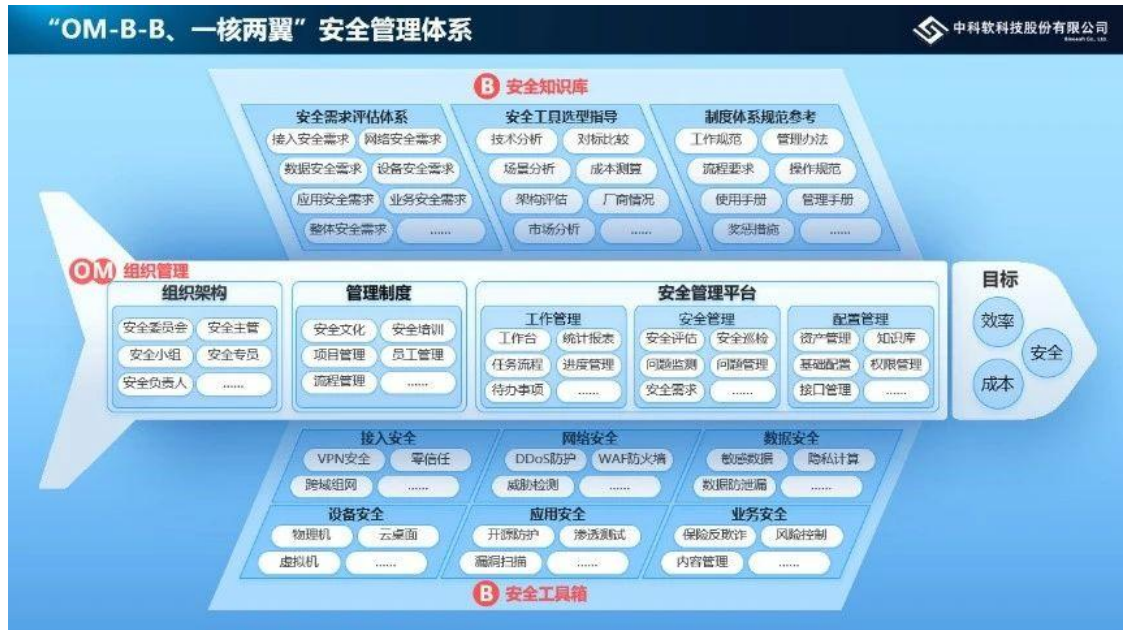 “OM-B-B、一核两翼”安全管理体系
中科软科技股份有限公司
B 安全知识库
安全需求评估体系 安全工具选型指导 制度体系规范参考
接入安全需求 网络安全需求 技术分析 对标比较 工作规范 管理办法
数据安全需求 设备安全需求 场景分析 成本测算 流程要求 操作规范
应用安全需求 业务安全需求 架构评估 厂商情况 使用手册 管理手册
整体安全需求 …… 市场分析 …… 奖惩措施 ……
OM 组织管理
组织架构 管理制度 安全管理平台 目标
工作管理 安全管理 配置管理
安全委员会 安全主管 安全文化 安全培训 工作台 统计报表 安全评估 安全巡检 资产管理 知识库 效率
安全小组 安全专员 项目管理 员工管理 任务流程 进度管理 问题监测 问题管理 基础配置 权限管理 安全
安全负责人 …… 流程管理 …… 待办事项 …… 安全需求 …… 接口管理 …… 成本
接入安全 网络安全 数据安全
VPN安全 零信任 DDoS防护 WAF防火墙 敏感数据 隐私计算
跨域组网 …… 威胁检测 …… 数据防泄漏 ……
设备安全 应用安全 业务安全
物理机 云桌面 开源防护 渗透测试 保险反欺诈 风险控制
虚拟机 …… 漏洞扫描 …… 内容管理 ……
B 安全工具箱